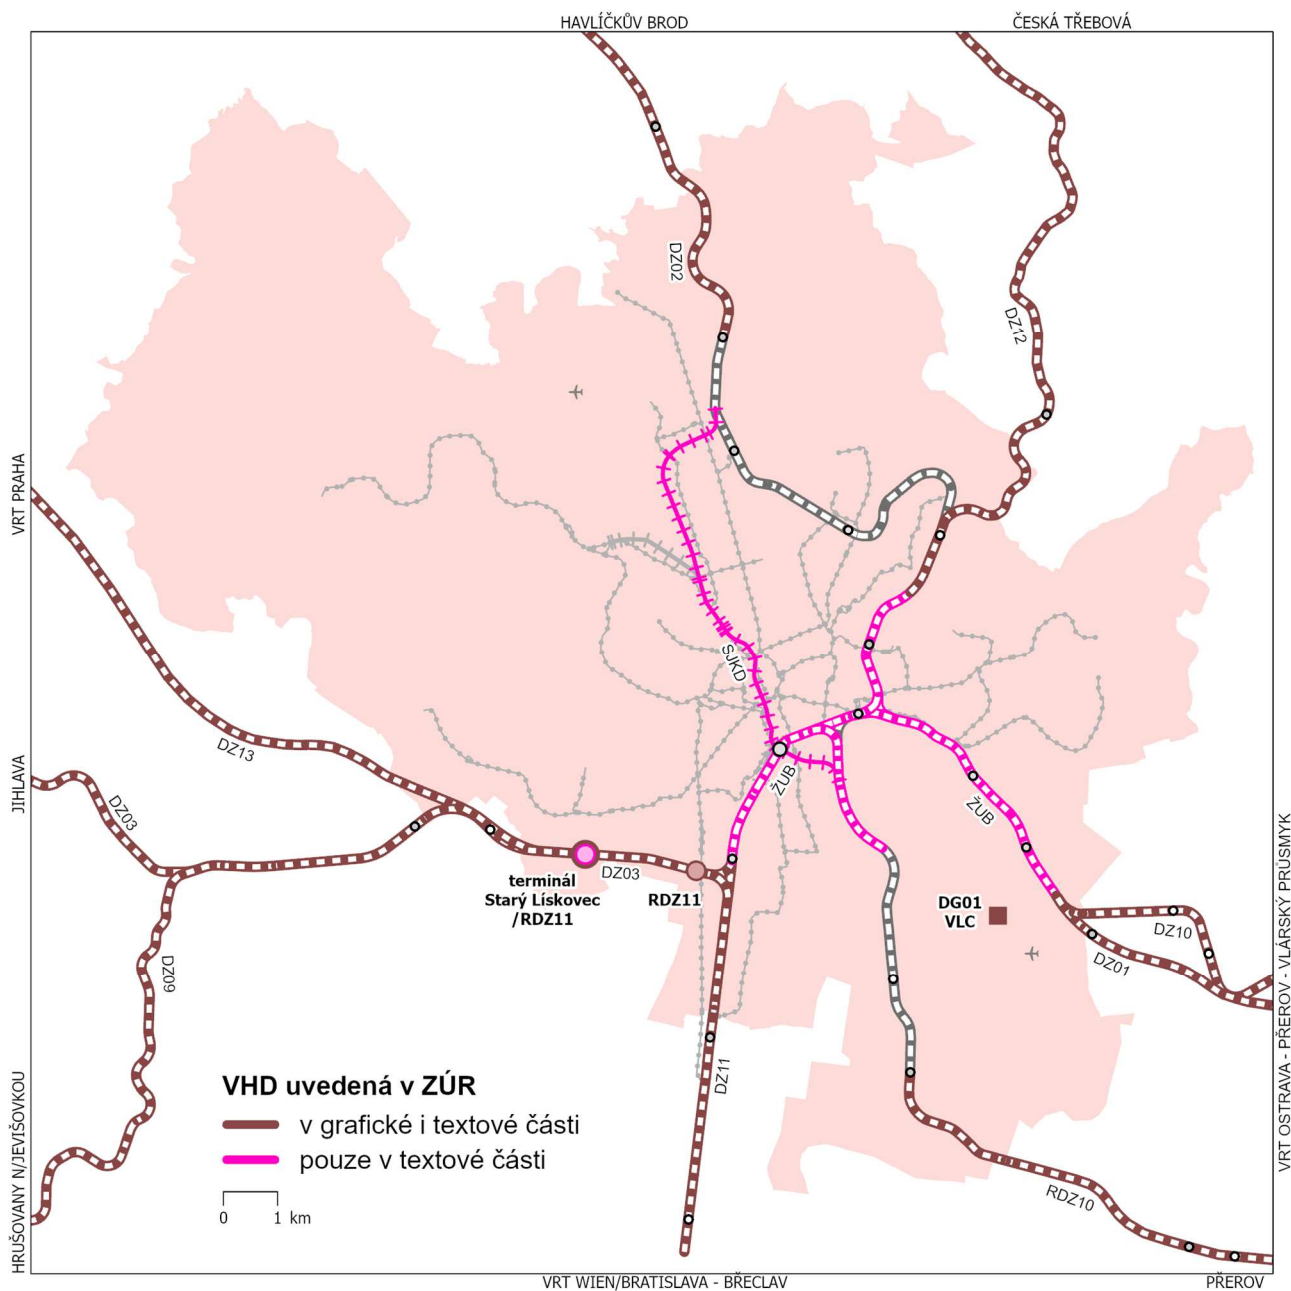 HAVLÍČKŮV BROD
ČESKÁ TŘEBOVÁ
DZ02
DZ12
VRT PRAHA
SJKD
DZ13
ŽUB
ŽUB
JIHLAVA
DZ03
DZ03
terminál
Starý Lískovec
/RDZ11
RDZ11
DG01
VLC
DZ10
DZ01
DZ09
DZ11
VHD uvedená v ZÚR
v grafické i textové části
pouze v textové části
0 1 km
RDZ10
HRUŠOVANY N/JEVIŠOVKOU
VRT OSTRAVA - PŘEROV - VLÁRSKÝ PRŮSMYK
VRT WIEN/BRATISLAVA - BŘECLAV
PŘEROV